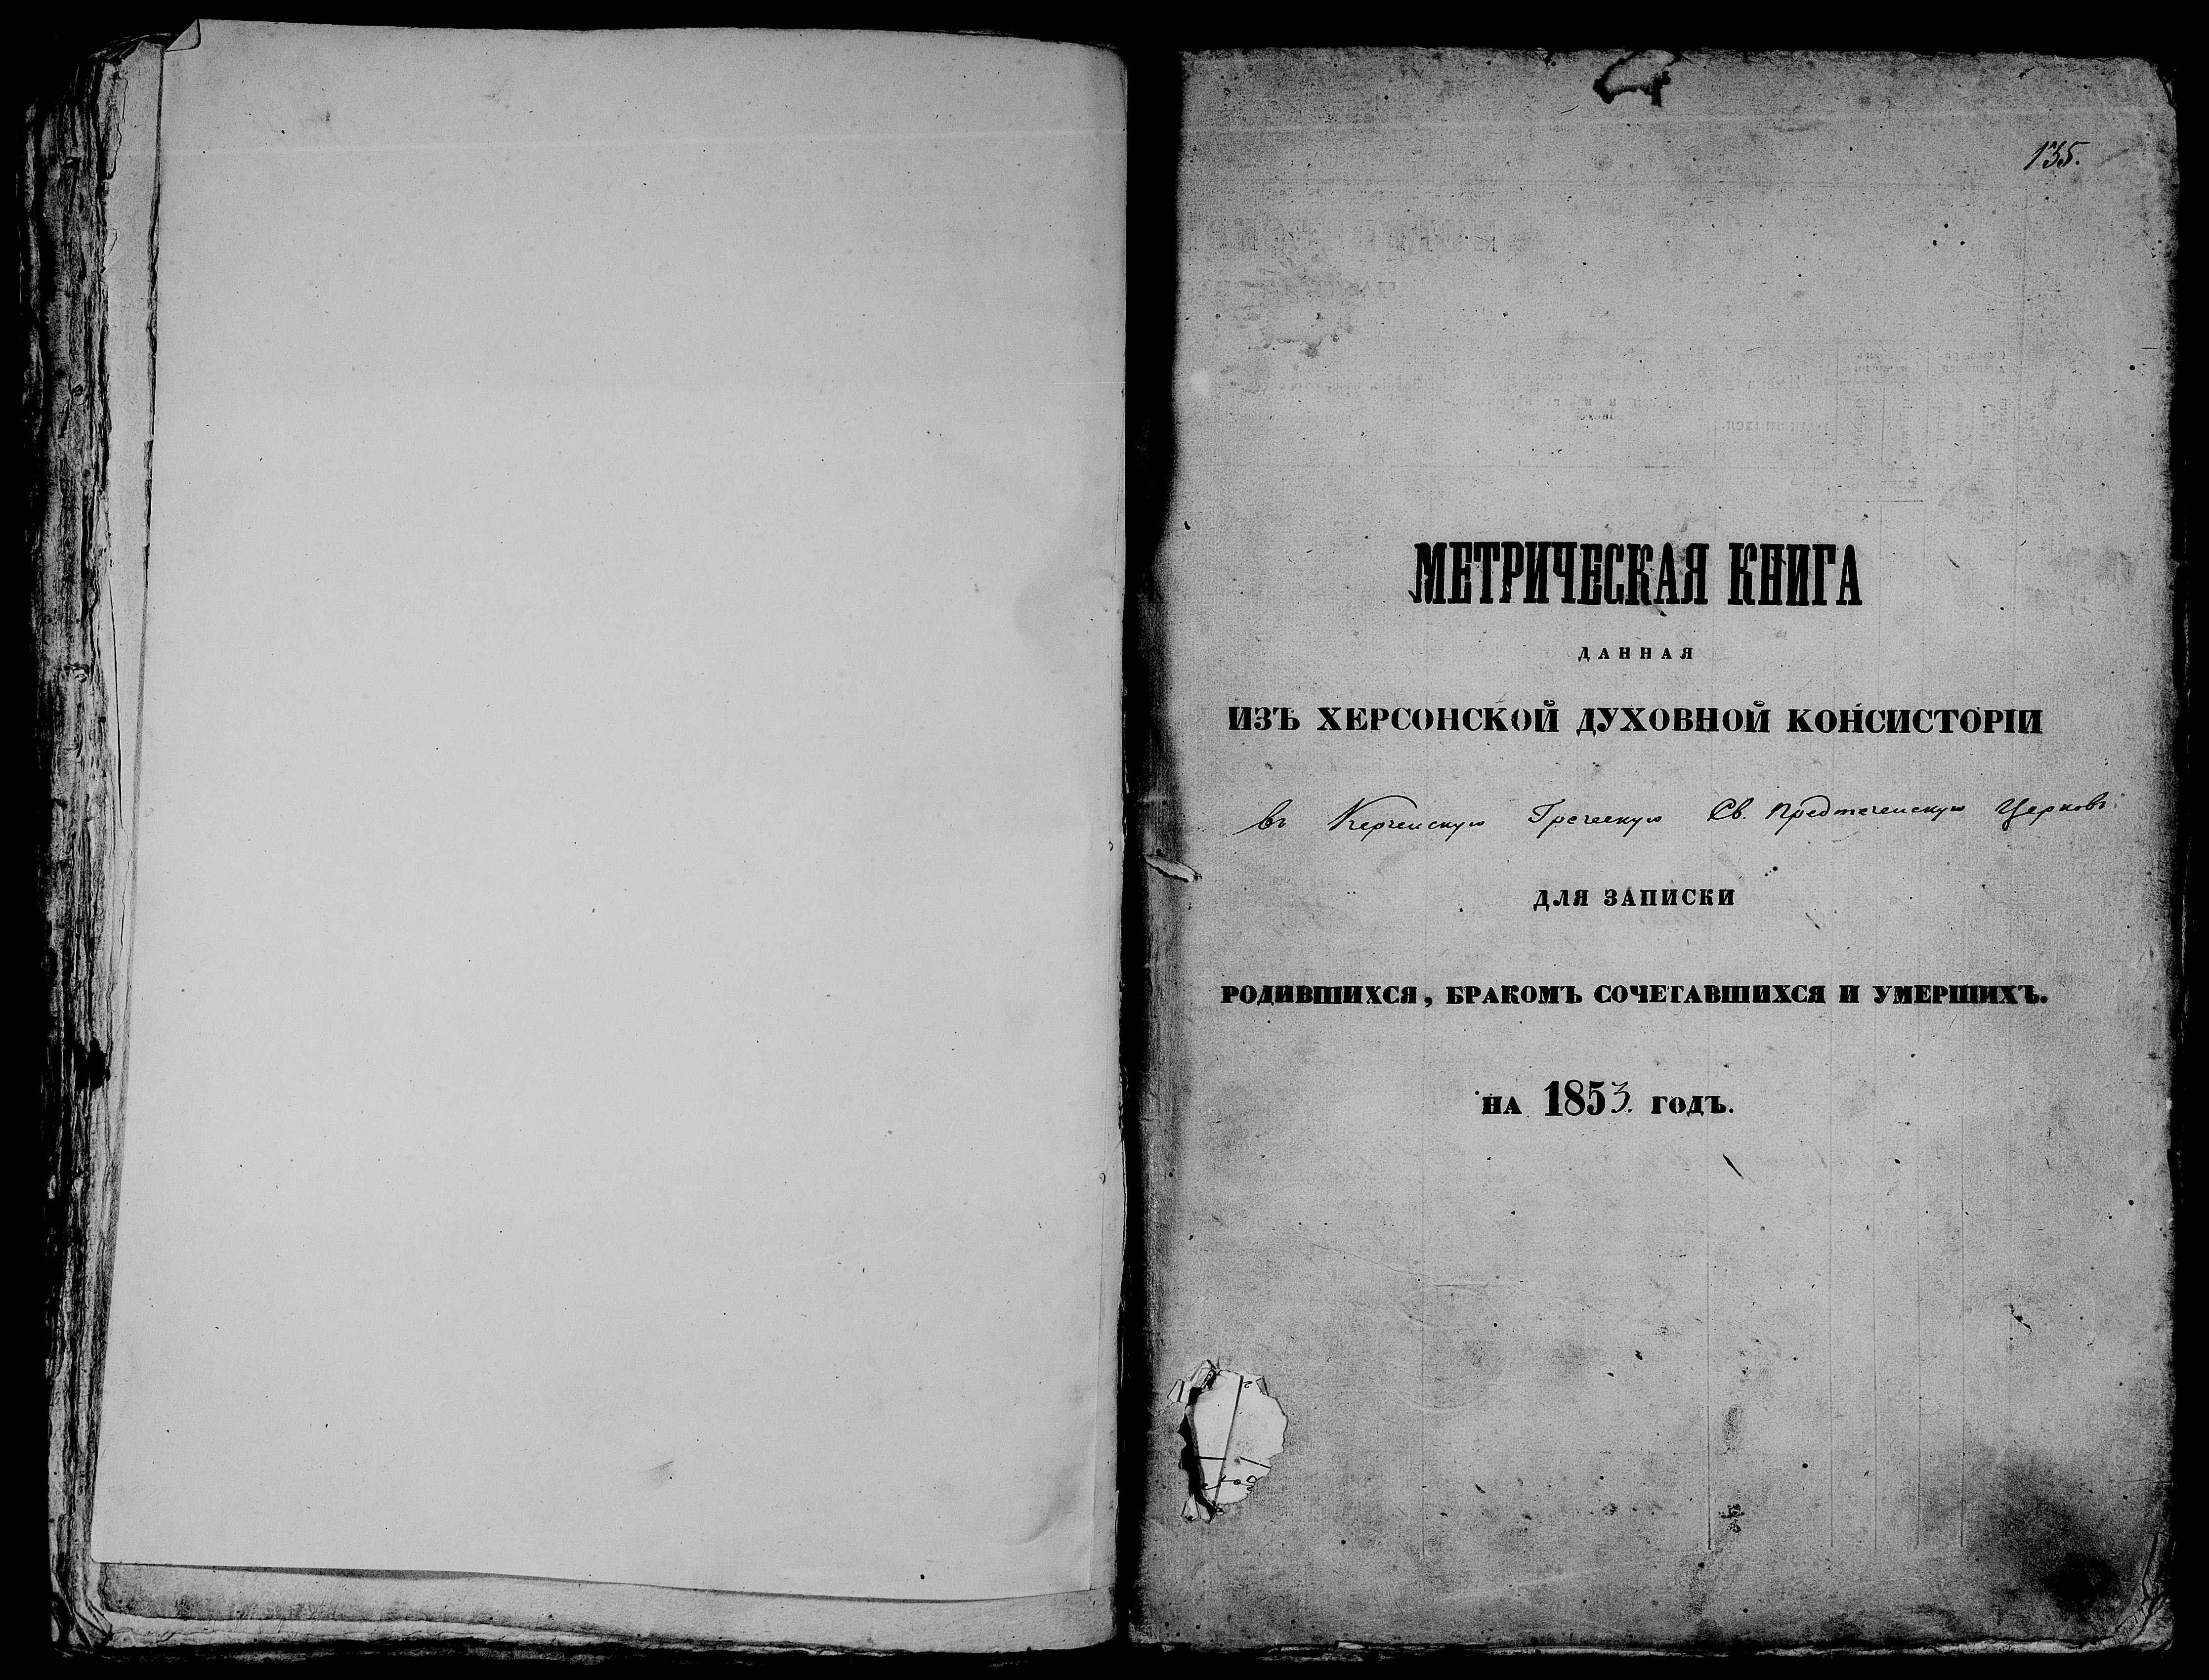 135.
МЕТРИЧЕСКАЯ КНИГА
ДАННАЯ
ИЗЪ ХЕРСОНСКОЙ ДУХОВНОЙ КОНСИСТОРІИ
въ Керченскую Греческую Св. Предтеченскую Церковь
ДЛЯ ЗАПИСКИ
РОДИВШИХСЯ, БРАКОМЪ СОЧЕТАВШИХСЯ И УМЕРШИХЪ.
НА 1853 ГОДЪ.